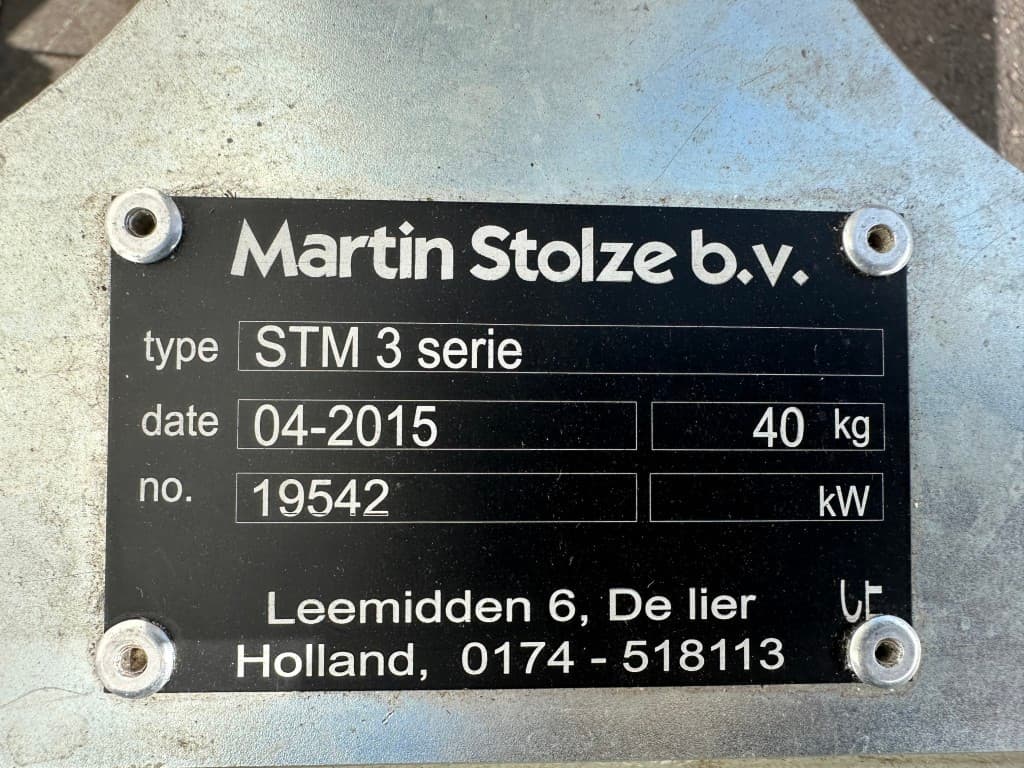 Martin Stolze b.v.
type STM 3 serie
date 04-2015 40 kg
no. 19542 kW
Leemidden 6, De lier
Holland, 0174 - 518113